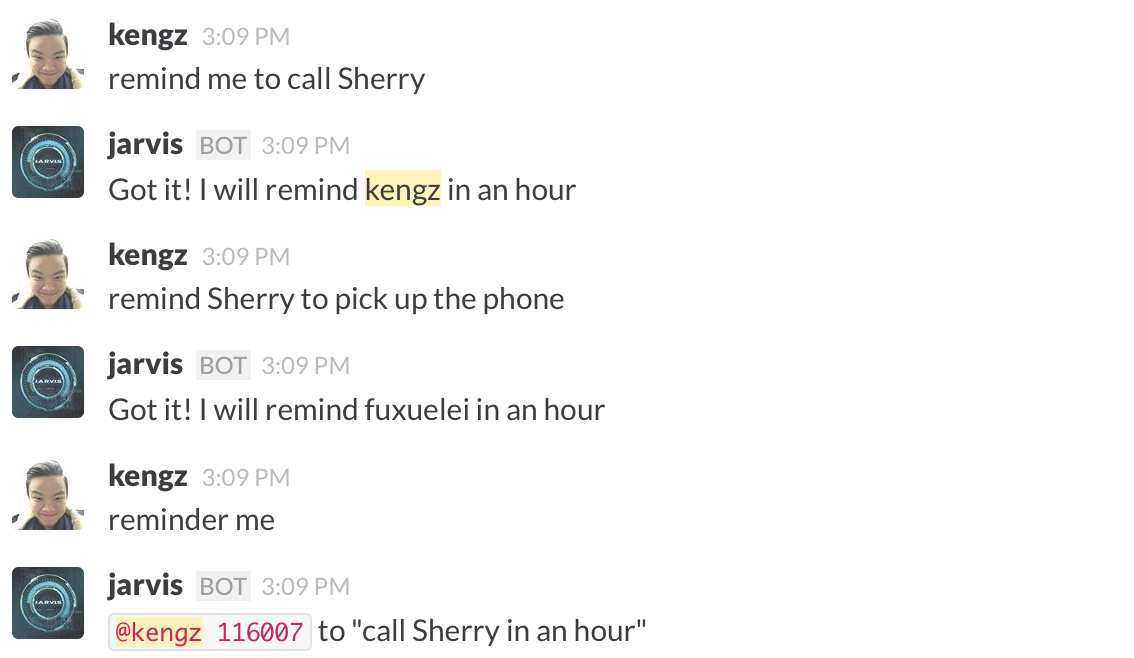 kengz 3:09 PM
remind me to call Sherry
JARVIS
jarvis BOT 3:09 PM
Got it! I will remind kengz in an hour
kengz 3:09 PM
remind Sherry to pick up the phone
JARVIS
jarvis BOT 3:09 PM
Got it! I will remind fuxuelei in an hour
kengz 3:09 PM
reminder me
JARVIS
jarvis BOT 3:09 PM
@kengz 116007 to "call Sherry in an hour"